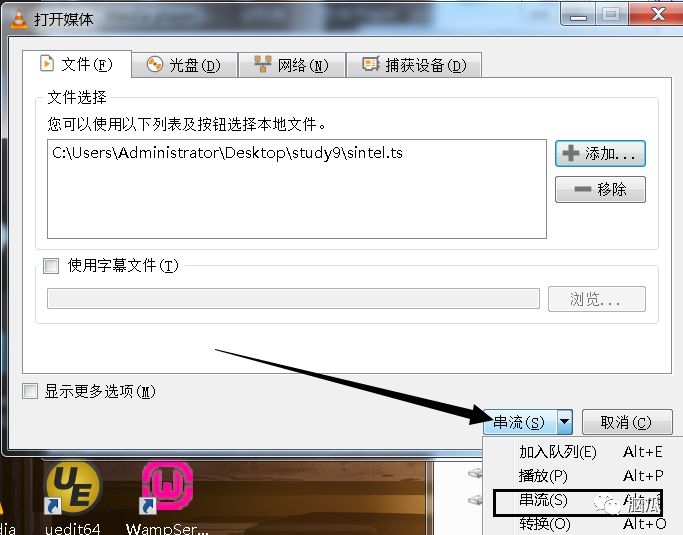 打开媒体
文件(F) 光盘(D) 网络(N) 捕获设备(D)
文件选择
您可以使用以下列表及按钮选择本地文件。
C:\Users\Administrator\Desktop\study9\sintel.ts
添加...
移除
使用字幕文件(T)
浏览...
显示更多选项(M)
串流(S) 取消(C)
加入队列(E) Alt+E
播放(P) Alt+P
串流(S)
脑瓜
转换(O) Alt+O
dia uedit64 WampSer...